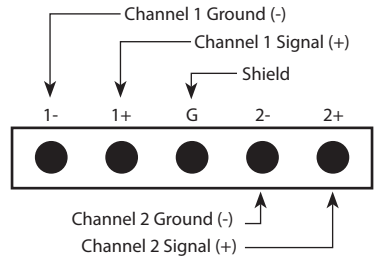 Channel 1 Ground (-)
Channel 1 Signal (+)
Shield
1- 1+ G 2- 2+
Channel 2 Ground (-)
Channel 2 Signal (+)